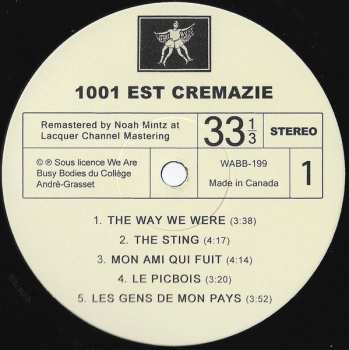 1001 EST CREMAZIE
Remastered by Noah Mintz at
Lacquer Channel Mastering
33 1/3
STEREO
℗ © Sous licence We Are
Busy Bodies du Collège
André-Grasset
WABB-199
Made in Canada
1
1. THE WAY WE WERE (3:38)
2. THE STING (4:17)
3. MON AMI QUI FUIT (4:14)
4. LE PICBOIS (3:20)
5. LES GENS DE MON PAYS (3:52)